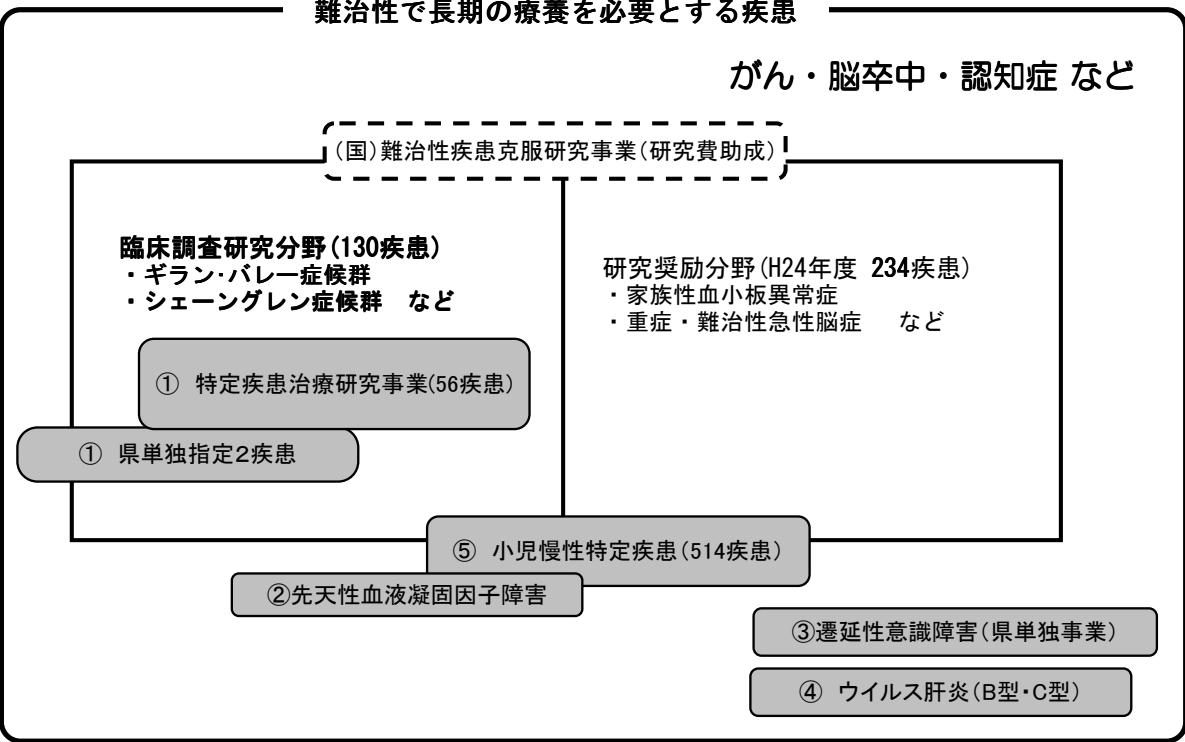 難治性で長期の療養を必要とする疾患
がん・脳卒中・認知症 など
(国)難治性疾患克服研究事業(研究費助成)
臨床調査研究分野(130疾患)
・ギラン・バレー症候群
・シェーングレン症候群 など
研究奨励分野(H24年度 234疾患)
・家族性血小板異常症
・重症・難治性急性脳症 など
① 特定疾患治療研究事業(56疾患)
① 県単独指定2疾患
⑤ 小児慢性特定疾患(514疾患)
②先天性血液凝固因子障害
③遷延性意識障害(県単独事業)
④ ウイルス肝炎(B型・C型)